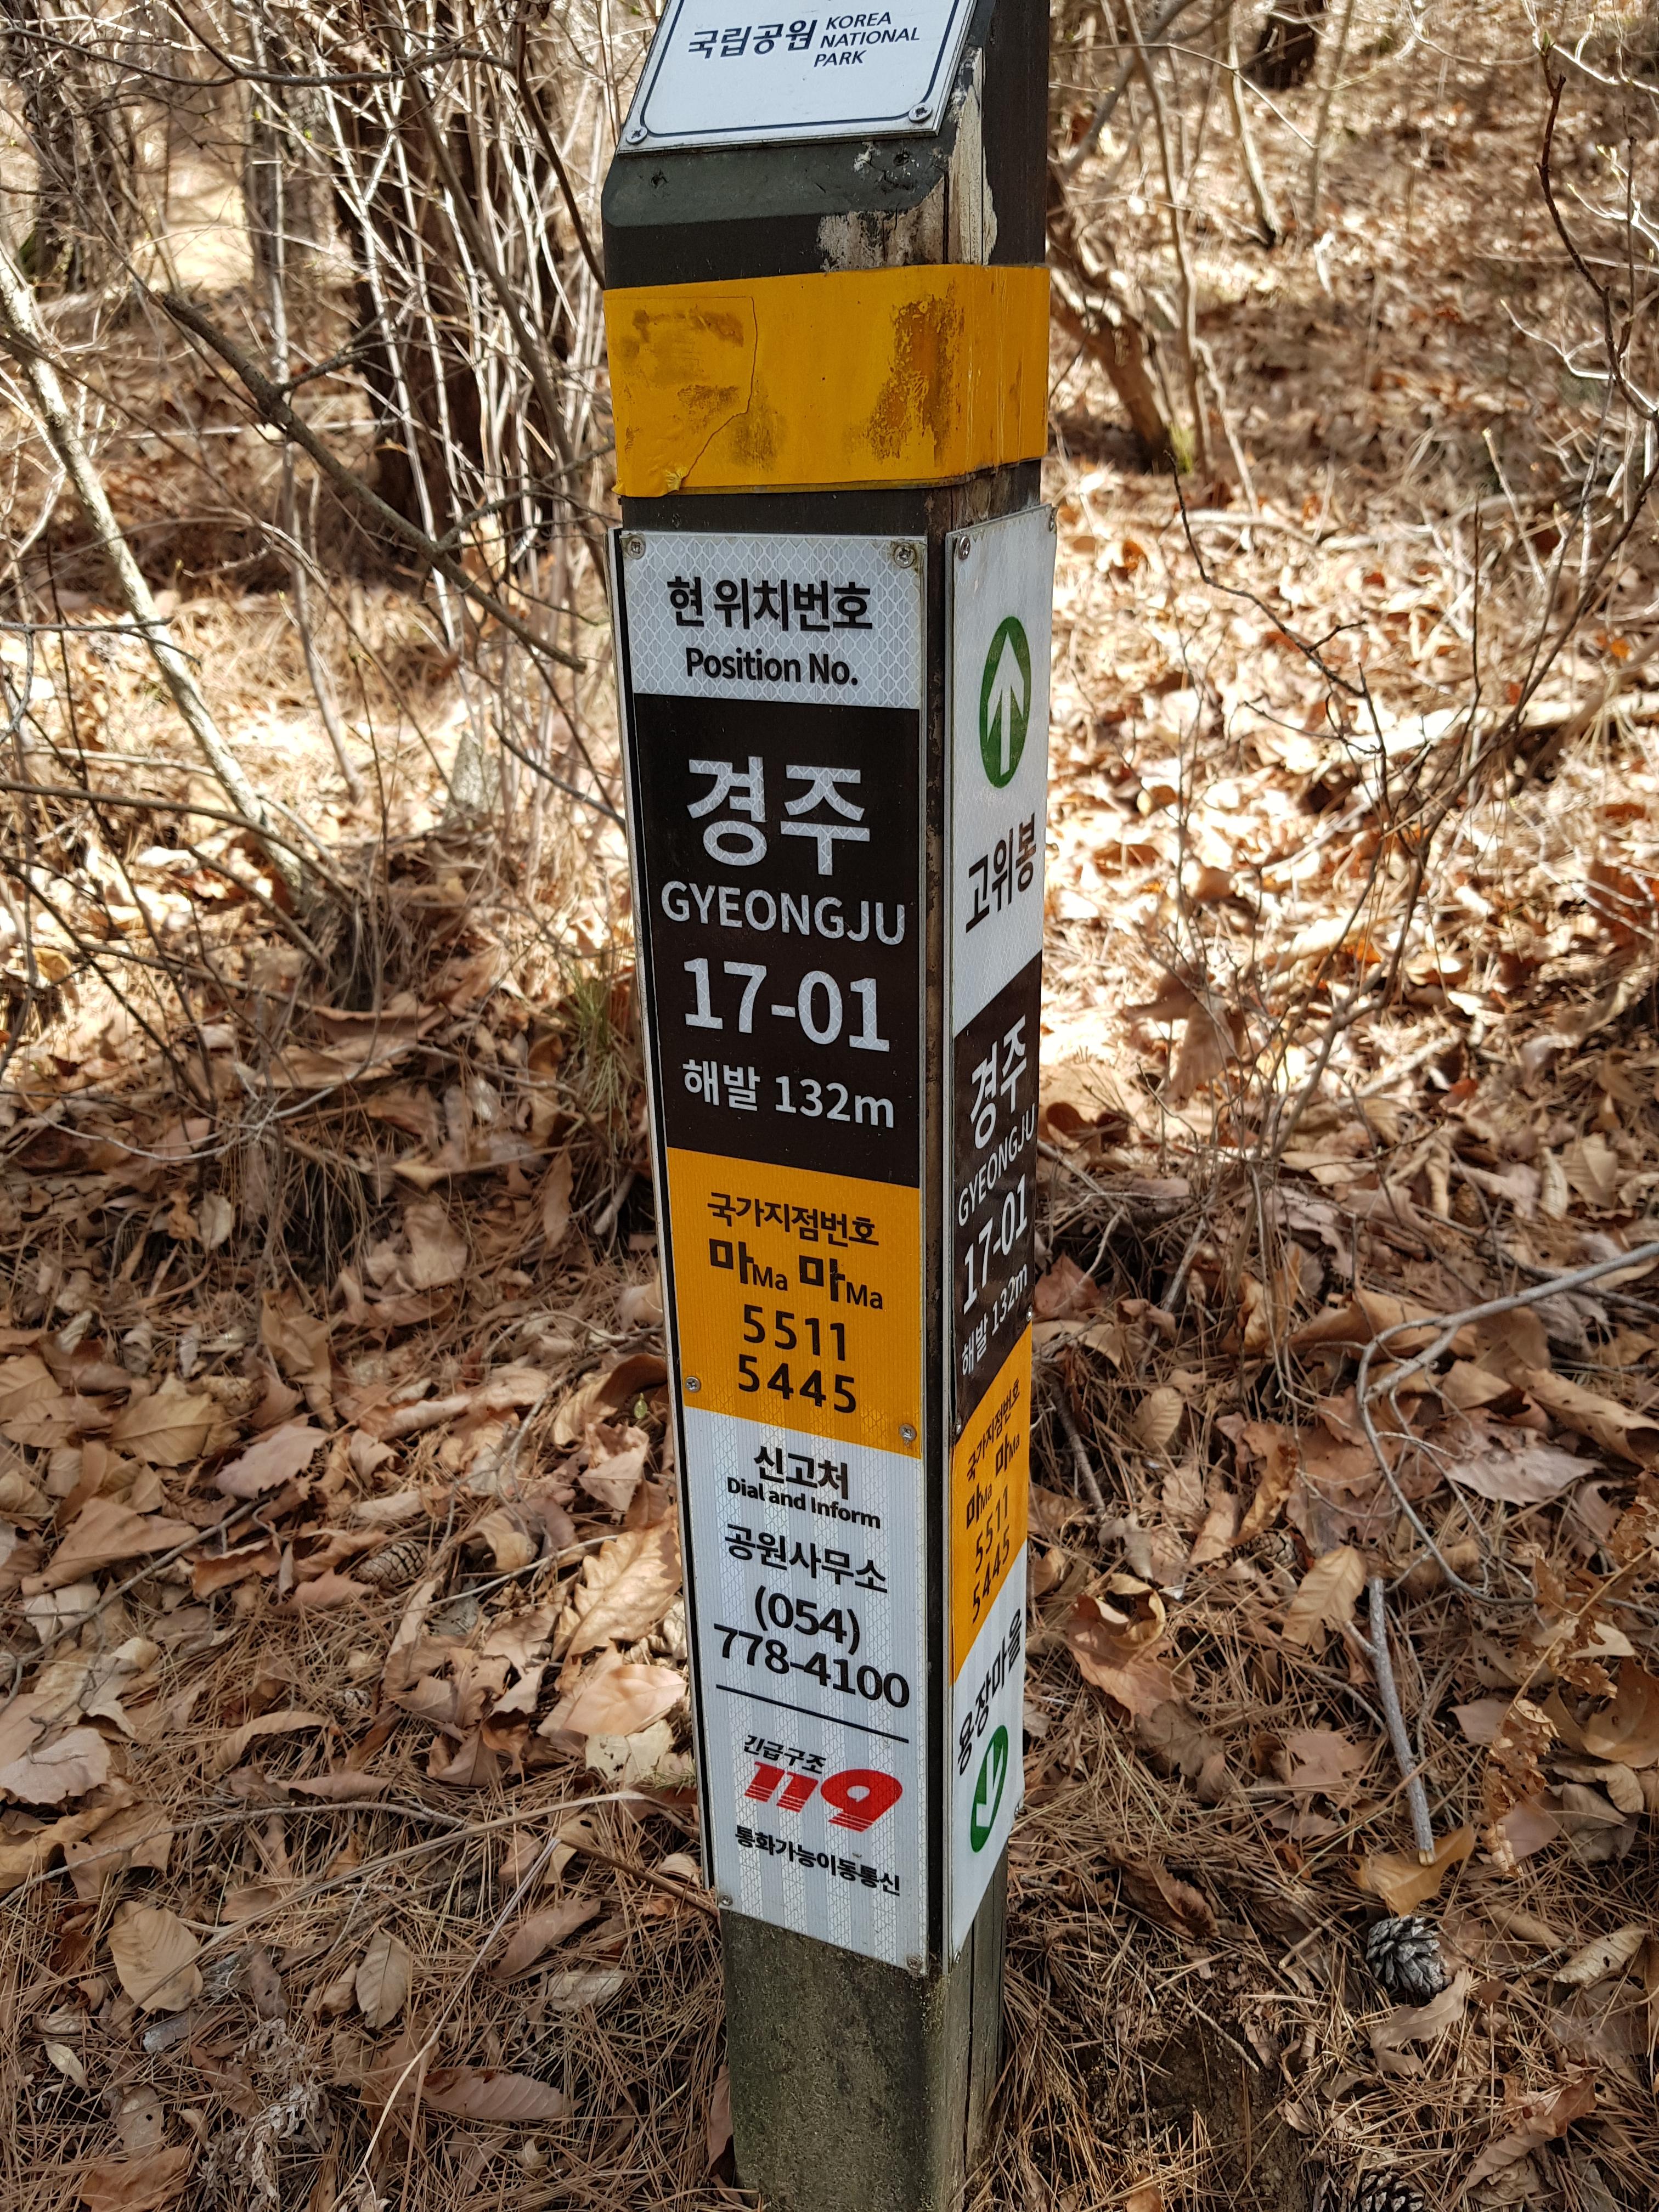 국립공원 KOREA
NATIONAL
PARK
현 위치번호
Position No.
경주
GYEONGJU
17-01
해발 132m
국가지점번호
마Ma 마Ma
5511
5445
신고처
Dial and Inform
공원사무소
(054)
778-4100
긴급구조
119
통화가능이동통신
고위봉
경주
GYEONGJU
17-01
해발 132m
국가지점번호
마Ma 마Ma
5511
5445
용장마을